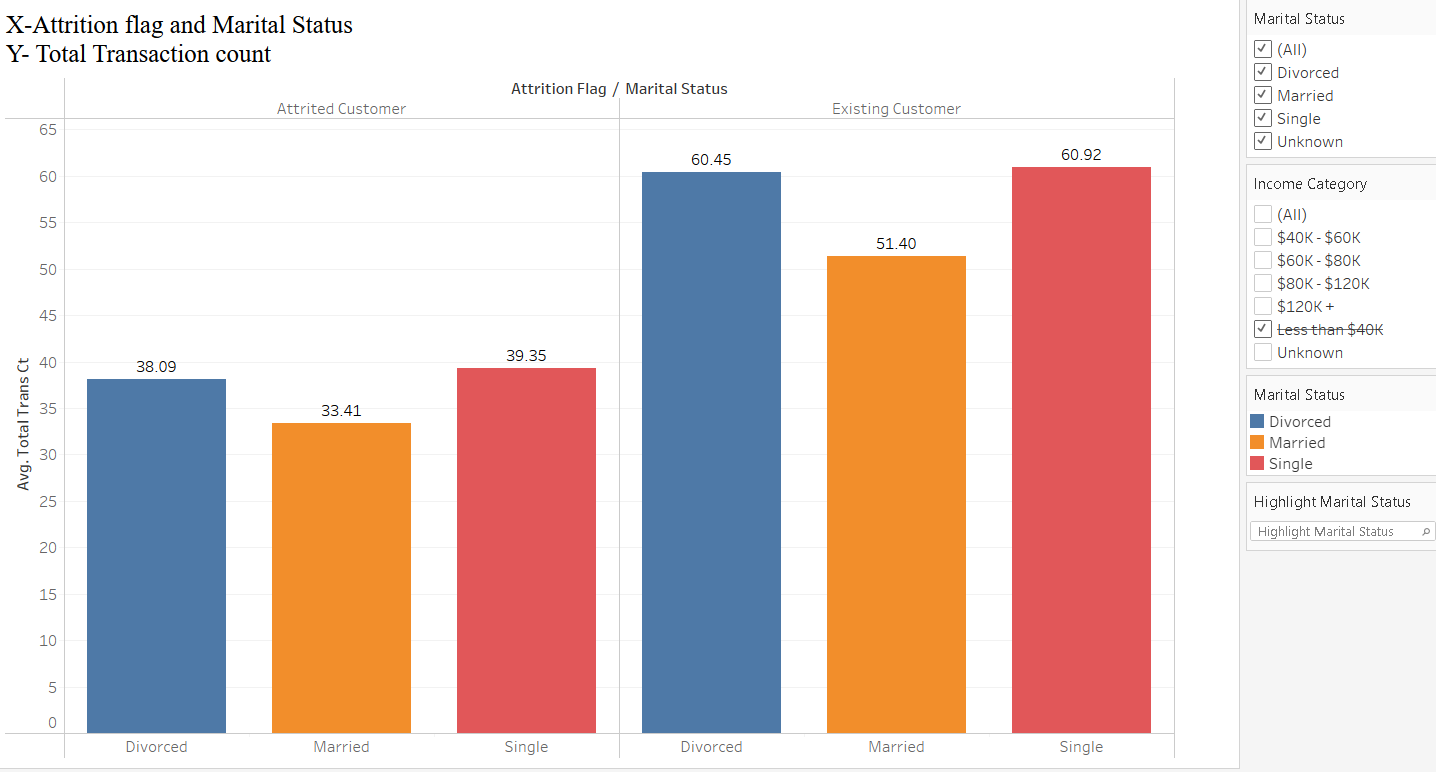 X-Attrition flag and Marital Status
Y- Total Transaction count
Attrition Flag / Marital Status
Attrited Customer Existing Customer
Avg. Total Trans Ct
65
60
55
50
45
40
35
30
25
20
15
10
5
0
38.09
33.41
39.35
60.45
51.40
60.92
Divorced Married Single Divorced Married Single
Marital Status
(All)
Divorced
Married
Single
Unknown
Income Category
(All)
$40K - $60K
$60K - $80K
$80K - $120K
$120K +
Less than $40K
Unknown
Marital Status
Divorced
Married
Single
Highlight Marital Status
Highlight Marital Status